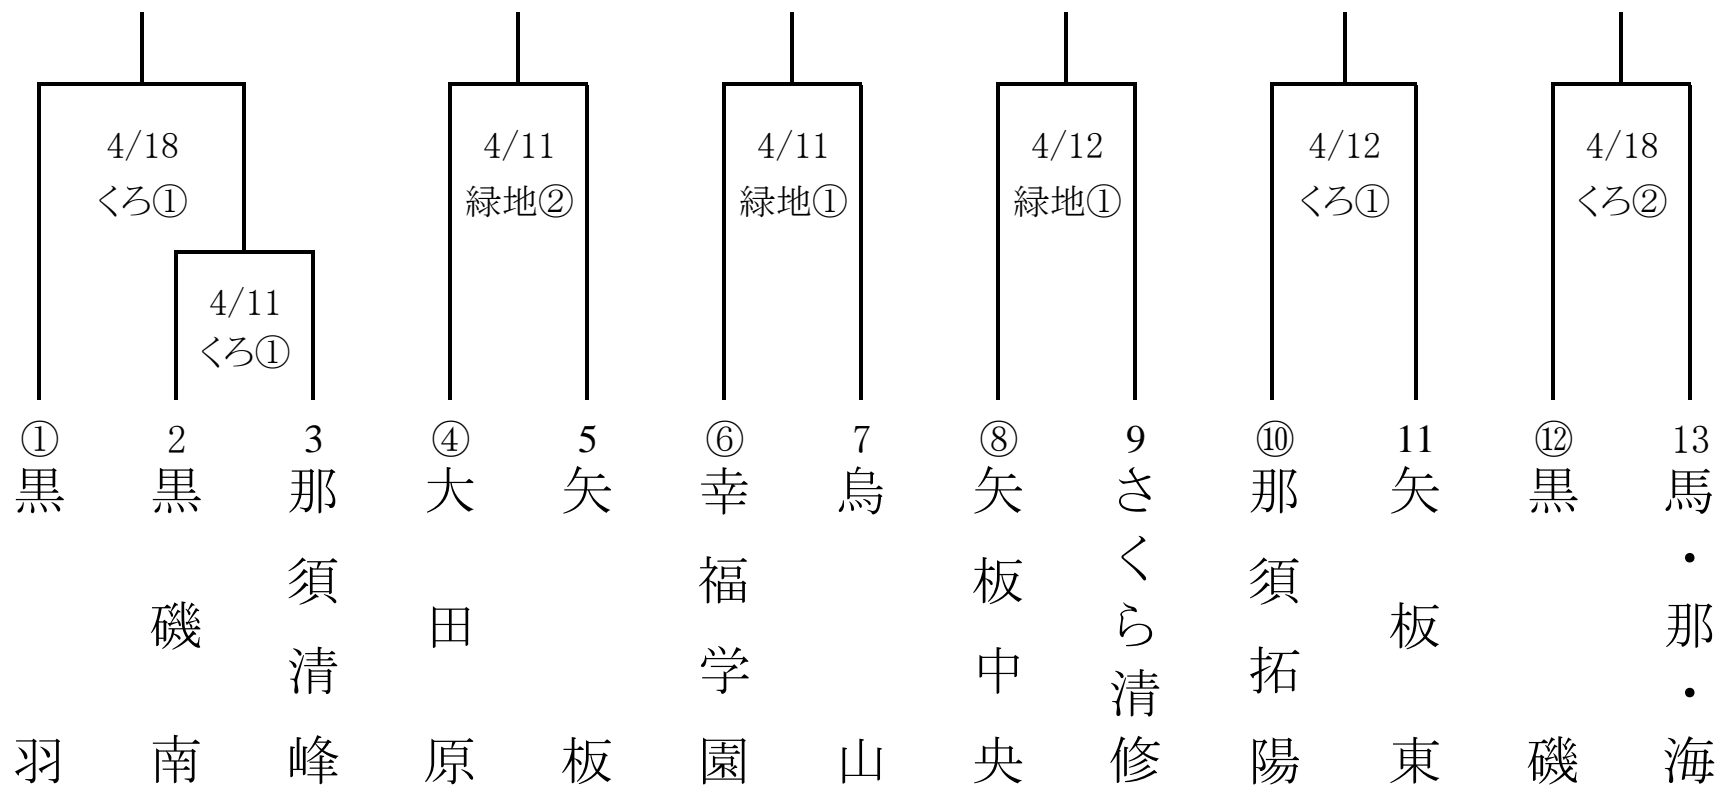 4/18
くろ①
4/11
くろ①
4/11
緑地②
4/11
緑地①
4/12
緑地①
4/12
くろ①
4/18
くろ②
①
黒羽
2
黒磯南
3
那須清峰
④
大田原
5
矢板
⑥
幸福学園
7
烏山
⑧
矢板中央
9
さくら清修
⑩
那須拓陽
11
矢板東
⑫
黒磯
13
馬・那・海